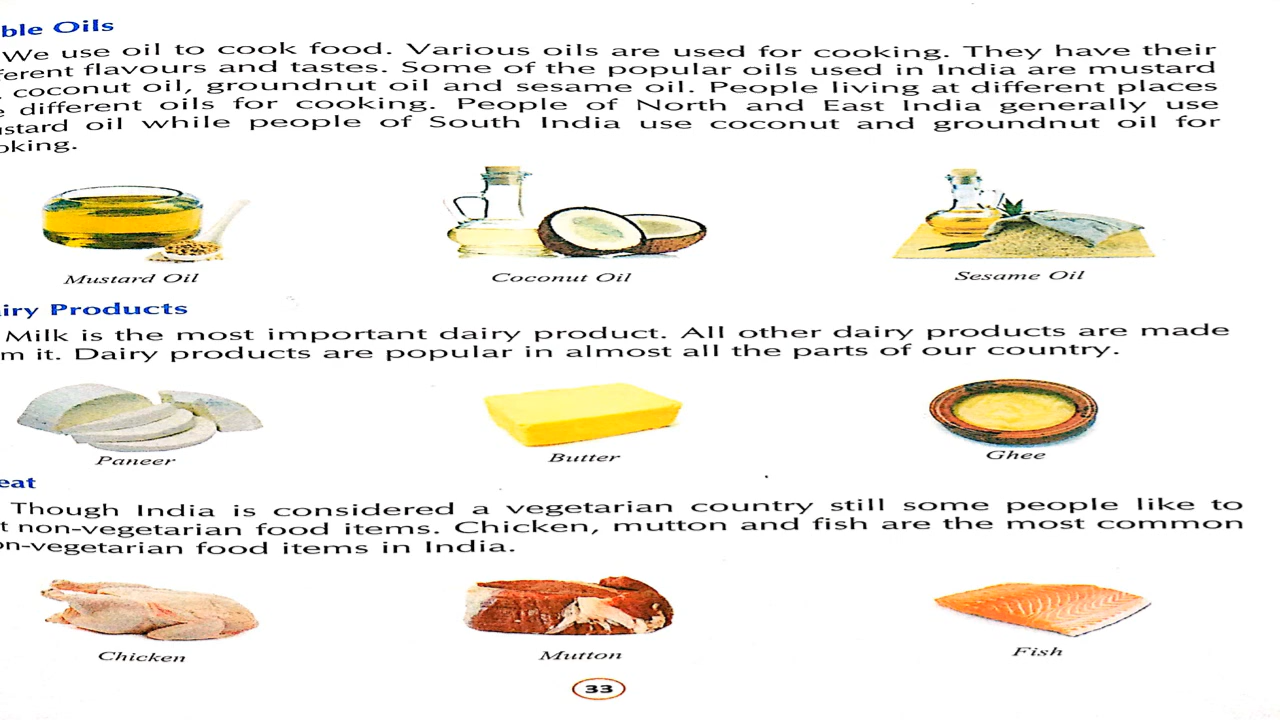 ble Oils
We use oil to cook food. Various oils are used for cooking. They have their
ferent flavours and tastes. Some of the popular oils used in India are mustard
, coconut oil, groundnut oil and sesame oil. People living at different places
e different oils for cooking. People of North and East India generally use
ustard oil while people of South India use coconut and groundnut oil for
oking.
Mustard Oil
Coconut Oil
Sesame Oil
iry Products
Milk is the most important dairy product. All other dairy products are made
m it. Dairy products are popular in almost all the parts of our country.
Paneer
Butter
Ghee
eat
Though India is considered a vegetarian country still some people like to
t non-vegetarian food items. Chicken, mutton and fish are the most common
on-vegetarian food items in India.
Chicken
Mutton
Fish
33